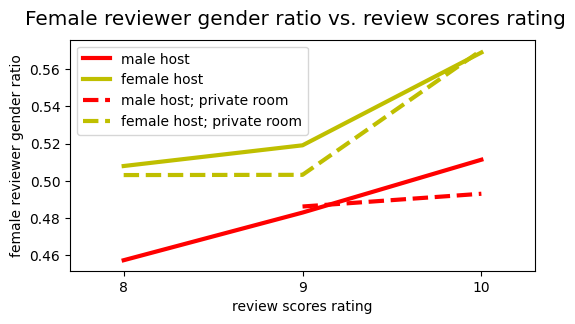 Female reviewer gender ratio vs. review scores rating
female reviewer gender ratio
0.56
0.54
0.52
0.50
0.48
0.46
male host
female host
male host; private room
female host; private room
8
9
10
review scores rating